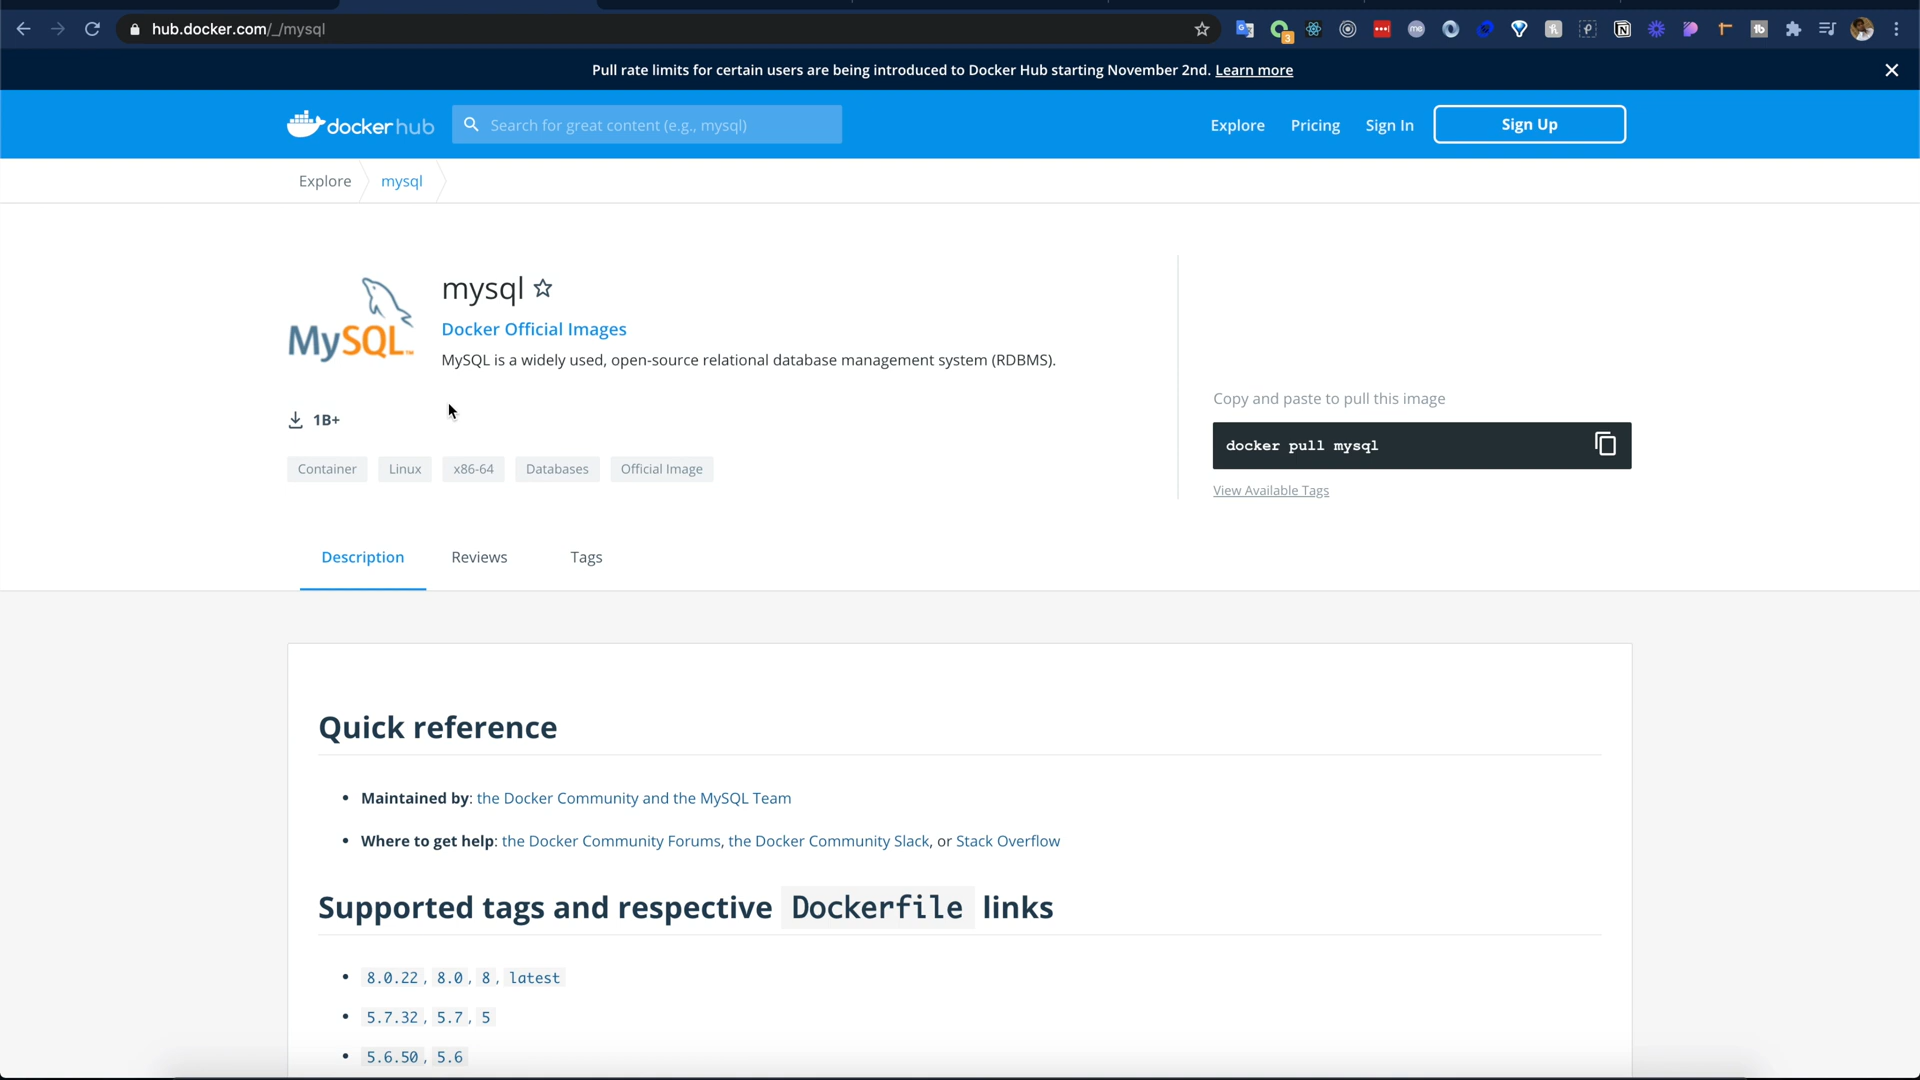 hub.docker.com/_/mysql
3
Pull rate limits for certain users are being introduced to Docker Hub starting November 2nd. Learn more
docker hub
Search for great content (e.g., mysql)
Explore
Pricing
Sign In
Sign Up
Explore
mysql
MySQL™
mysql
Docker Official Images
MySQL is a widely used, open-source relational database management system (RDBMS).
1B+
Container
Linux
x86-64
Databases
Official Image
Copy and paste to pull this image
docker pull mysql
View Available Tags
Description
Reviews
Tags
Quick reference
• Maintained by: the Docker Community and the MySQL Team
• Where to get help: the Docker Community Forums, the Docker Community Slack, or Stack Overflow
Supported tags and respective Dockerfile links
• 8.0.22, 8.0, 8, latest
• 5.7.32, 5.7, 5
• 5.6.50, 5.6